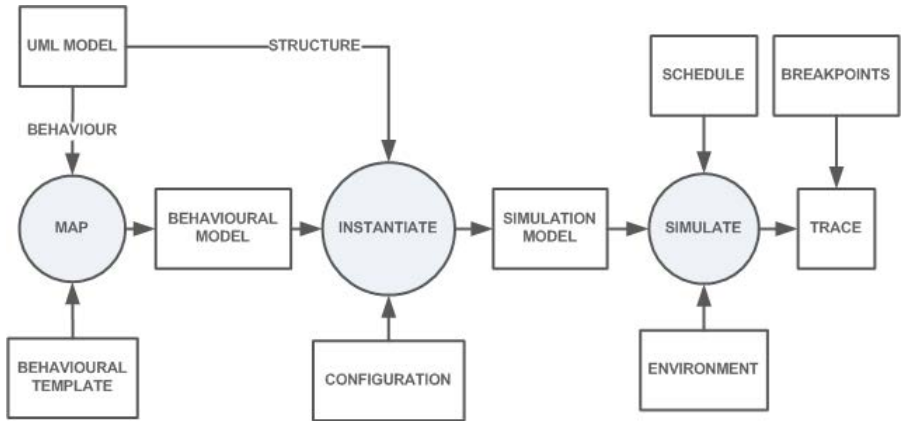 UML MODEL
STRUCTURE
SCHEDULE
BREAKPOINTS
BEHAVIOUR
MAP
BEHAVIOURAL
MODEL
INSTANTIATE
SIMULATION
MODEL
SIMULATE
TRACE
BEHAVIOURAL
TEMPLATE
CONFIGURATION
ENVIRONMENT